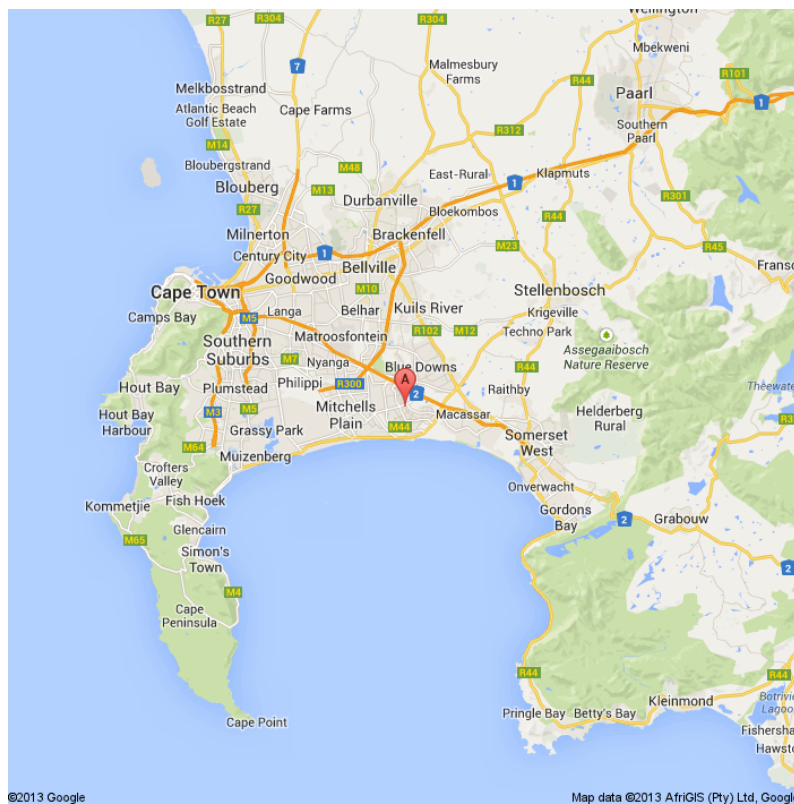 Wellington
R27
R304
R304
Mbekweni
7
Malmesbury
Farms
R44
R101
Melkbosstrand
Paarl
1
Atlantic Beach
Golf Estate
Cape Farms
R312
Southern
Paarl
M14
Bloubergstrand
M48
East-Rural
Klapmuts
Blouberg
M13
1
R301
Durbanville
R27
Bloekombos
R44
Milnerton
Brackenfell
M23
R45
Century City
1
Bellville
Fransc
Goodwood
Cape Town
M10
Stellenbosch
Camps Bay
M5
Langa
Belhar
Kuils River
Krigeville
R102
M12
Techno Park
Southern
Suburbs
Matroosfontein
Assegaaibosch
Nature Reserve
M7
Nyanga
Blue Downs
R44
Hout Bay
Plumstead
Philippi
R300
A
2
Raithby
Theewater
Hout Bay
Harbour
M3
M5
Mitchells
Plain
Macassar
Helderberg
Rural
Grassy Park
M44
R3
M64
Muizenberg
Somerset
West
Crofters
Valley
Onverwacht
Kommetjie
Fish Hoek
Gordons
Bay
2
Grabouw
Glencairn
M65
Simon's
Town
2
M4
Cape
Peninsula
R44
R44
Kleinmond
Botrivi
Lagoo
Cape Point
Pringle Bay
Betty's Bay
Fishersha
Hawsto
©2013 Google
Map data ©2013 AfriGIS (Pty) Ltd, Googl